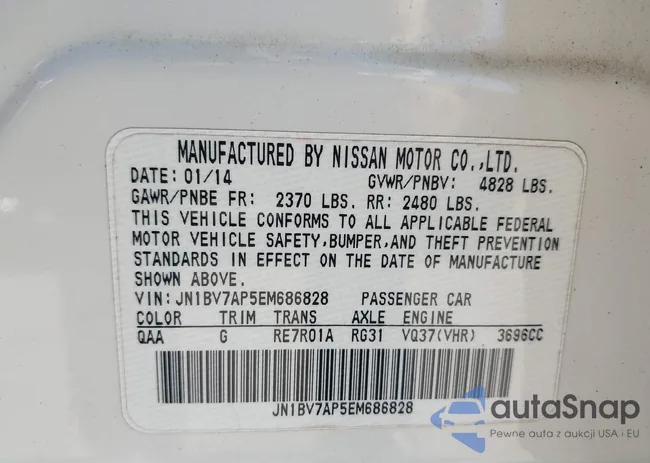 MANUFACTURED BY NISSAN MOTOR CO.,LTD.
DATE: 01/14 GVWR/PNBV: 4828 LBS.
GAWR/PNBE FR: 2370 LBS. RR: 2480 LBS.
THIS VEHICLE CONFORMS TO ALL APPLICABLE FEDERAL
MOTOR VEHICLE SAFETY,BUMPER,AND THEFT PREVENTION
STANDARDS IN EFFECT ON THE DATE OF MANUFACTURE
SHOWN ABOVE.
VIN:JN1BV7AP5EM686828 PASSENGER CAR
COLOR TRIM TRANS AXLE ENGINE
QAA G RE7R01A RG31 VQ37(VHR) 3696CC
JN1BV7AP5EM686828
autaSnap
Pewne auta z aukcji USA i EU